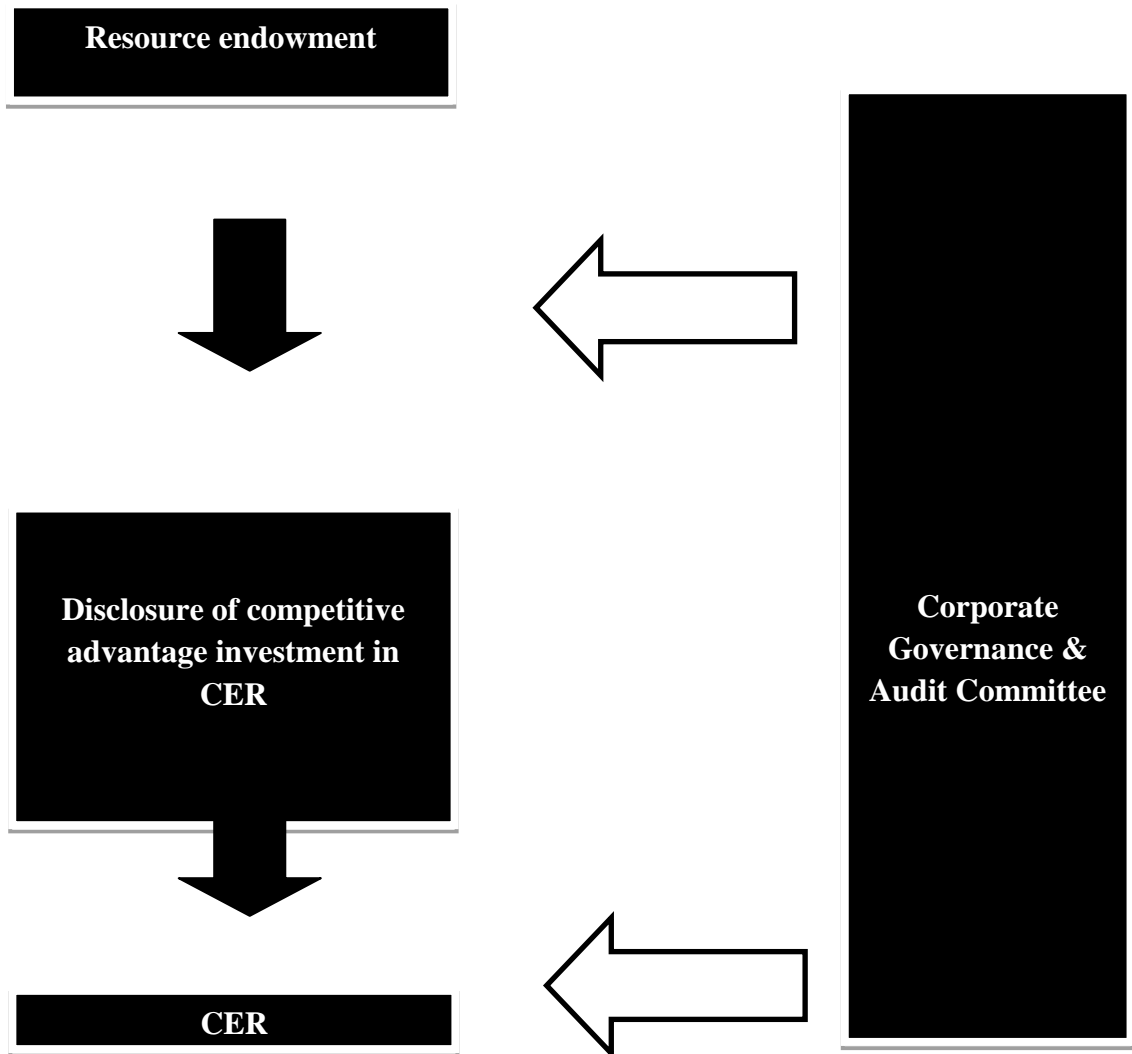 Resource endowment
Disclosure of competitive
advantage investment in
CER
Corporate
Governance &
Audit Committee
CER